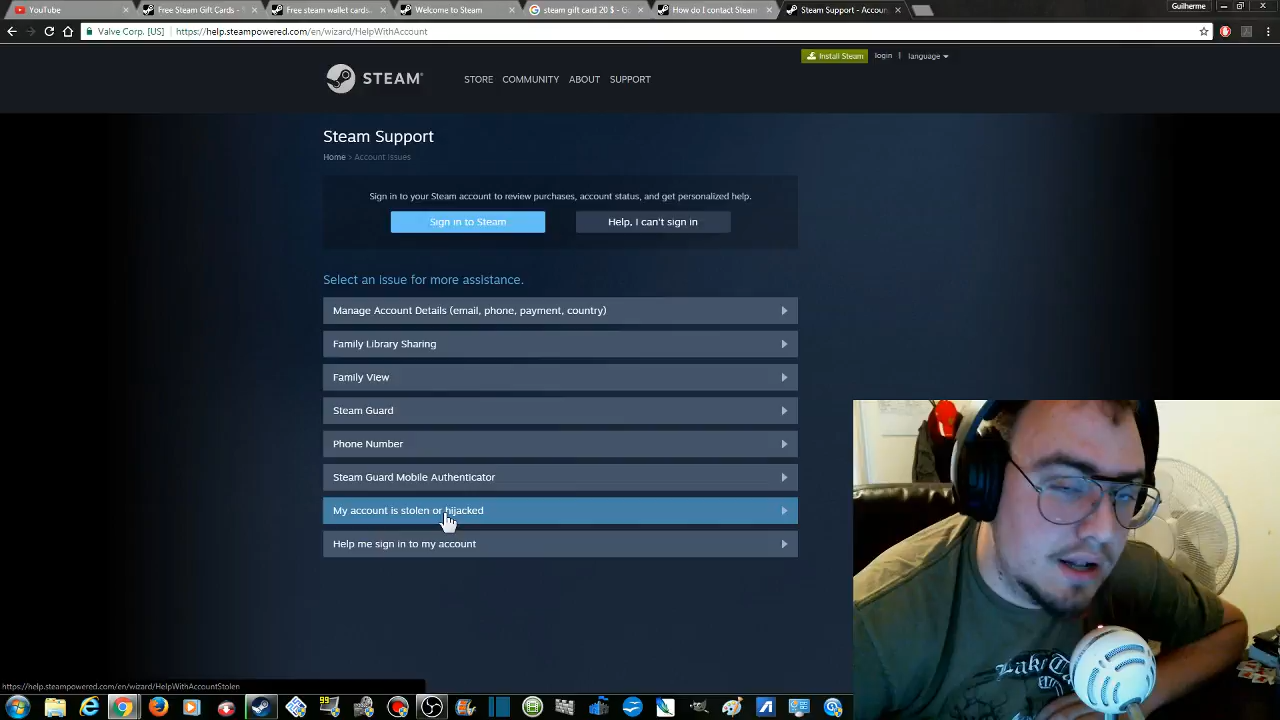 Guilherme
YouTube
Free Steam Gift Cards -
Free steam wallet cards.
Welcome to Steam
steam gift card 20 $ - G
How do I contact Steam
Steam Support - Accoun
Valve Corp. [US] https://help.steampowered.com/en/wizard/HelpWithAccount
Install Steam login language
STEAM STORE COMMUNITY ABOUT SUPPORT
Steam Support
Home > Account Issues
Sign in to your Steam account to review purchases, account status, and get personalized help.
Sign in to Steam Help, I can't sign in
Select an issue for more assistance.
Manage Account Details (email, phone, payment, country)
Family Library Sharing
Family View
Steam Guard
Phone Number
Steam Guard Mobile Authenticator
My account is stolen or hijacked
Help me sign in to my account
https://help.steampowered.com/en/wizard/HelpWithAccountStolen
99